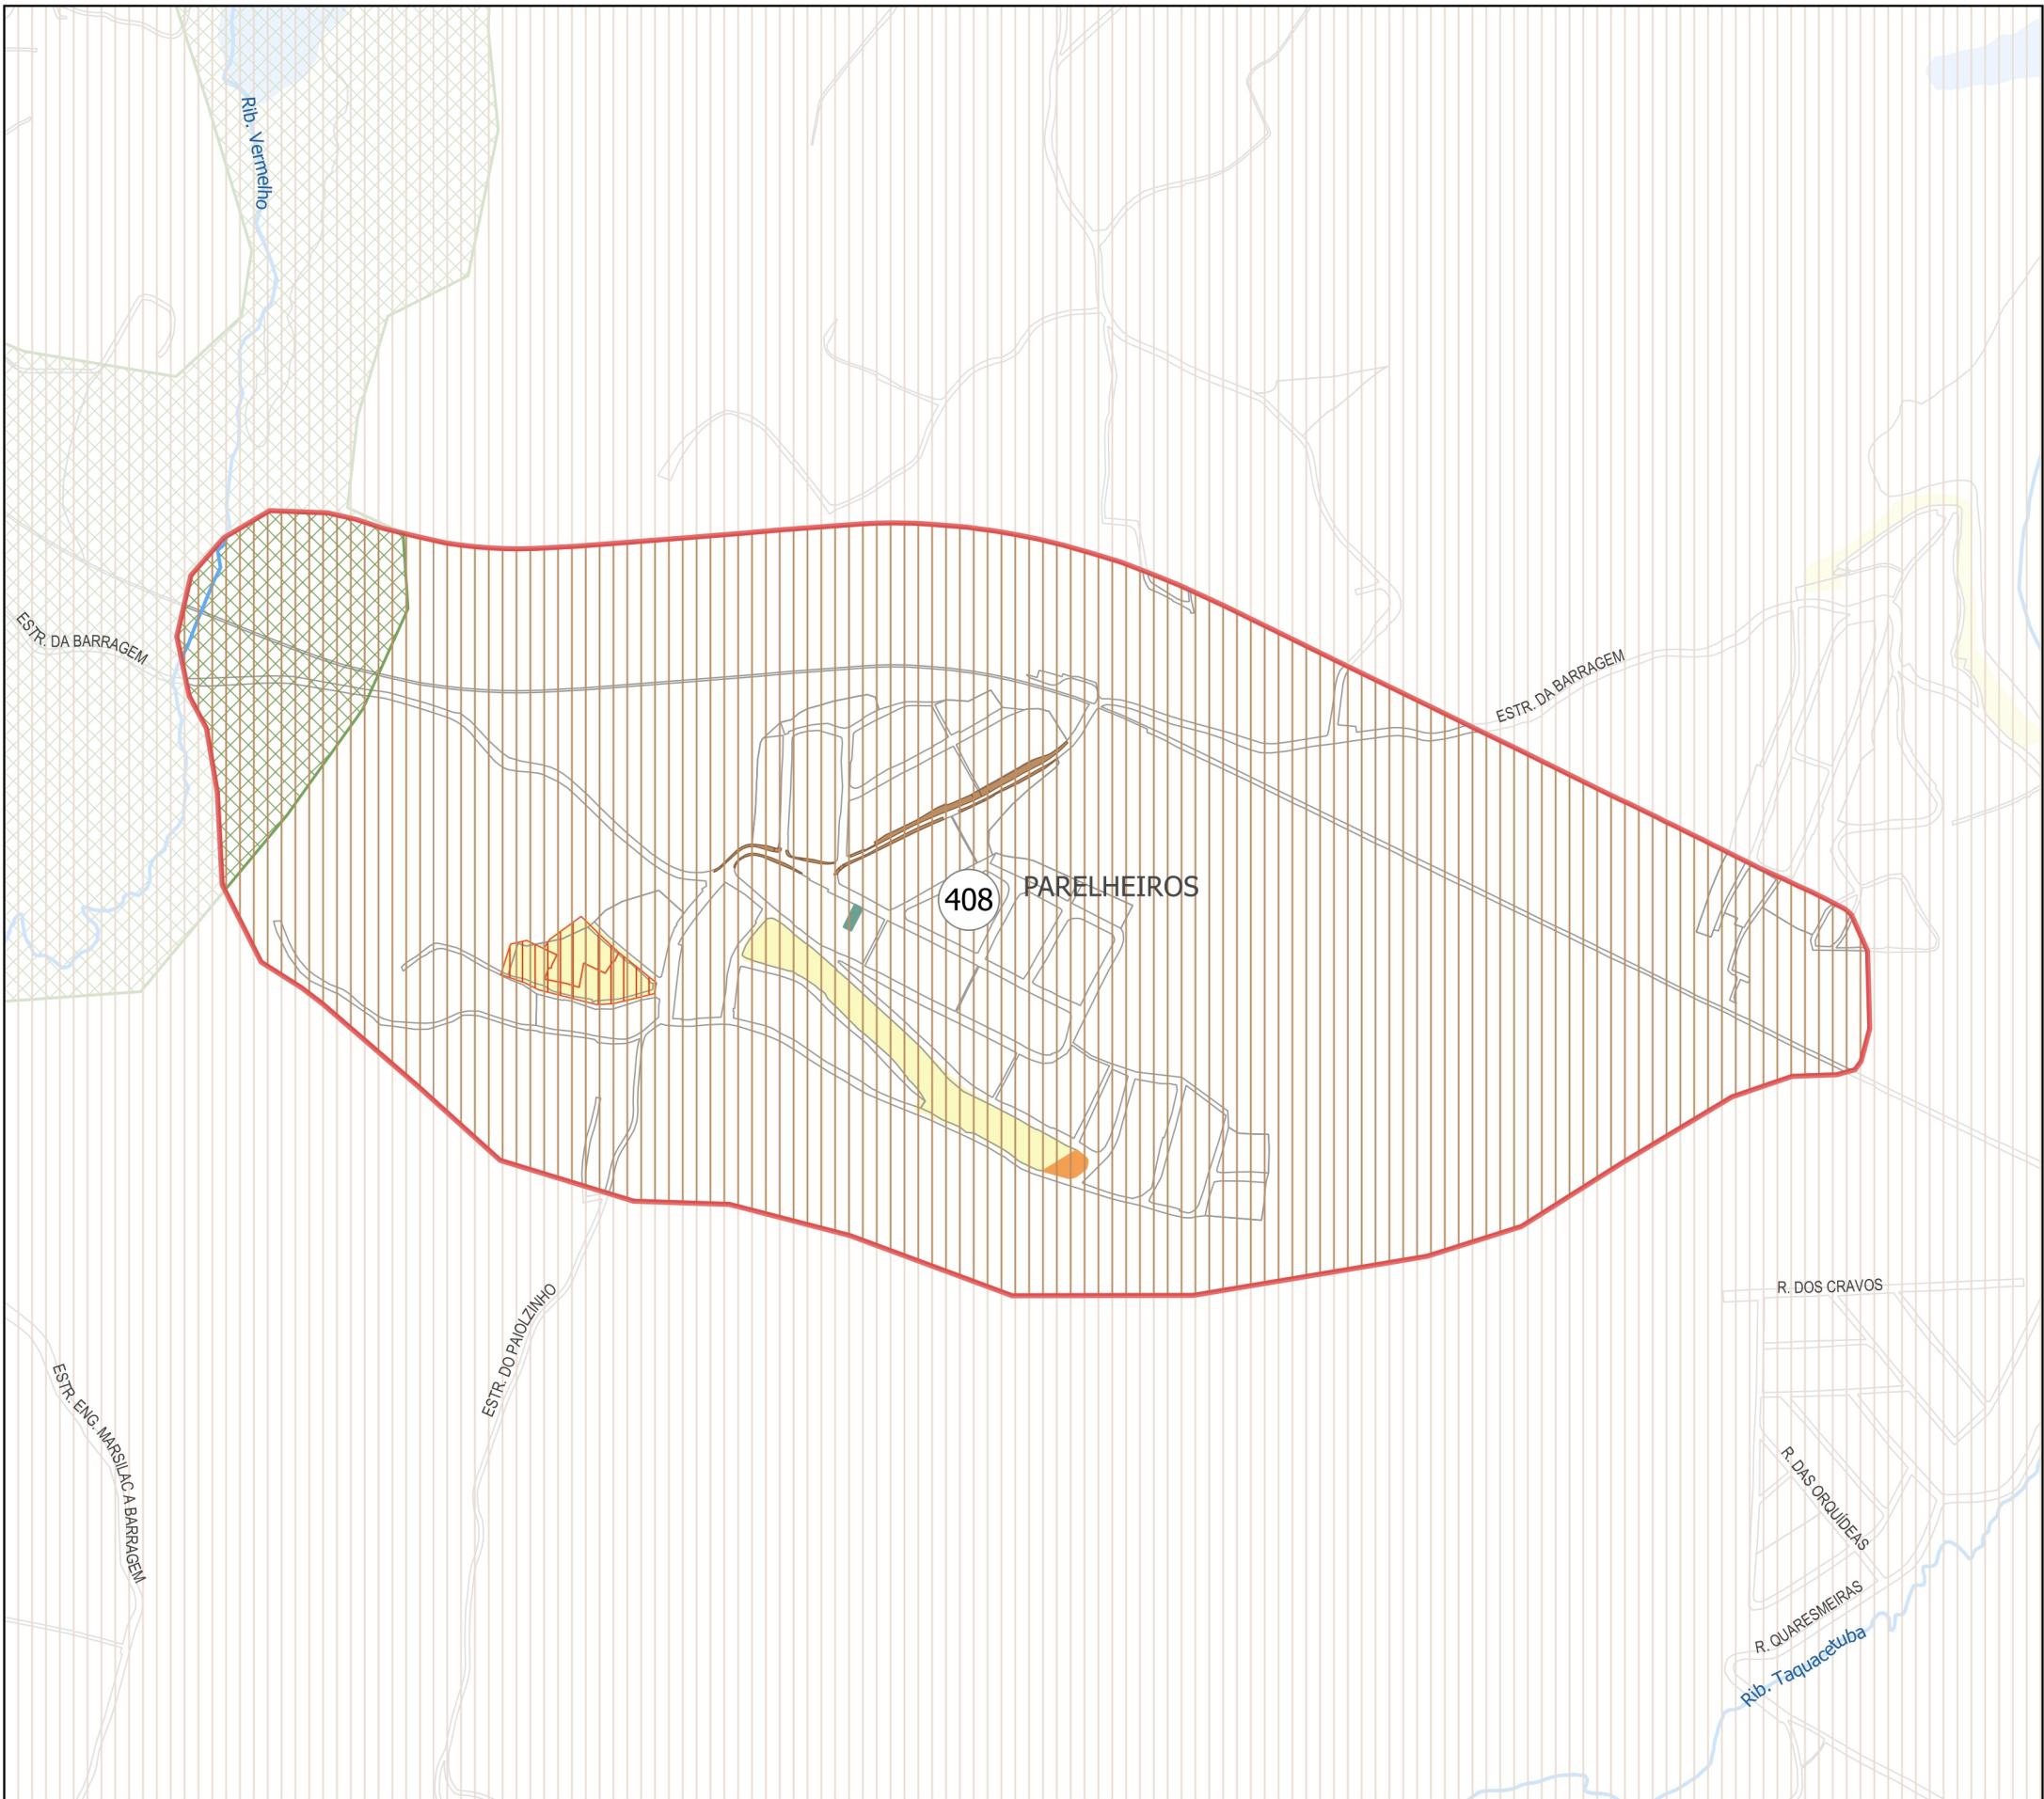 Rib. Vermelho
ESTR. DA BARRAGEM
ESTR. DA BARRAGEM
408
PARELHEIROS
R. DOS CRAVOS
ESTR. DO PAIOLZINHO
ESTR. ENG. MARSILAC A BARRAGEM
R. DAS ORQUÍDEAS
R. QUARESMEIRAS
Rib. Taquacetuba